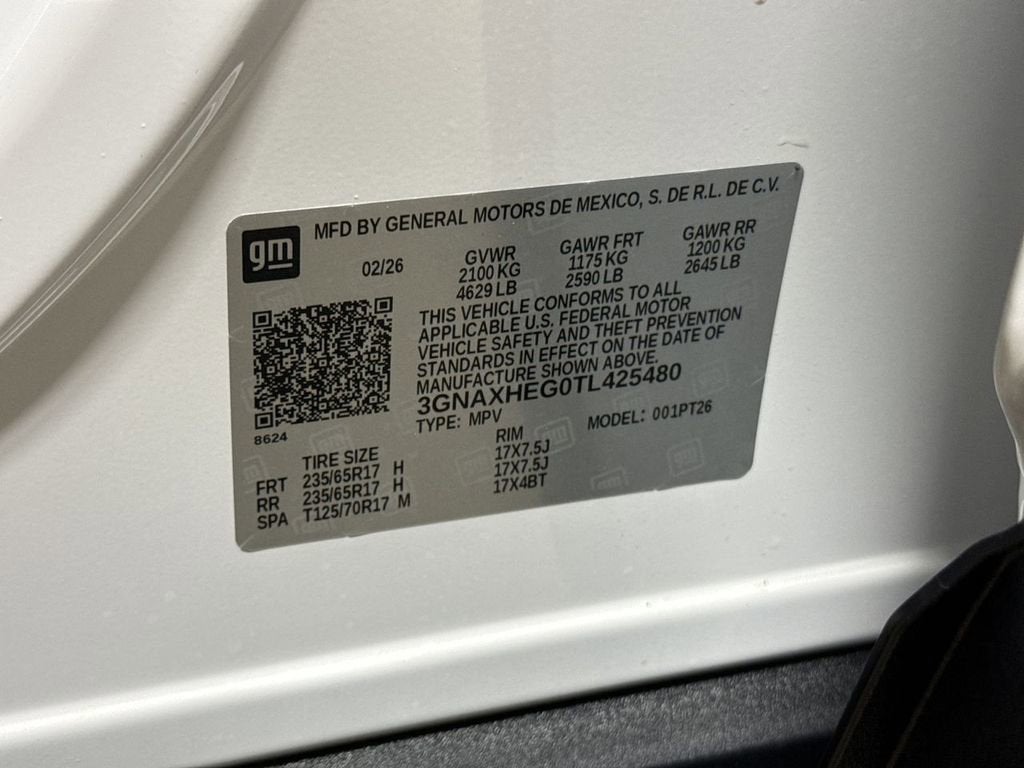 gm
MFD BY GENERAL MOTORS DE MEXICO, S. DE R.L. DE C.V.
02/26
GVWR GAWR FRT GAWR RR
2100 KG 1175 KG 1200 KG
4629 LB 2590 LB 2645 LB
THIS VEHICLE CONFORMS TO ALL
APPLICABLE U.S. FEDERAL MOTOR
VEHICLE SAFETY AND THEFT PREVENTION
STANDARDS IN EFFECT ON THE DATE OF
MANUFACTURE SHOWN ABOVE.
3GNAXHEG0TL425480
TYPE: MPV MODEL: 001PT26
8624
TIRE SIZE RIM
FRT 235/65R17 H 17X7.5J
RR 235/65R17 H 17X7.5J
SPA T125/70R17 M 17X4BT